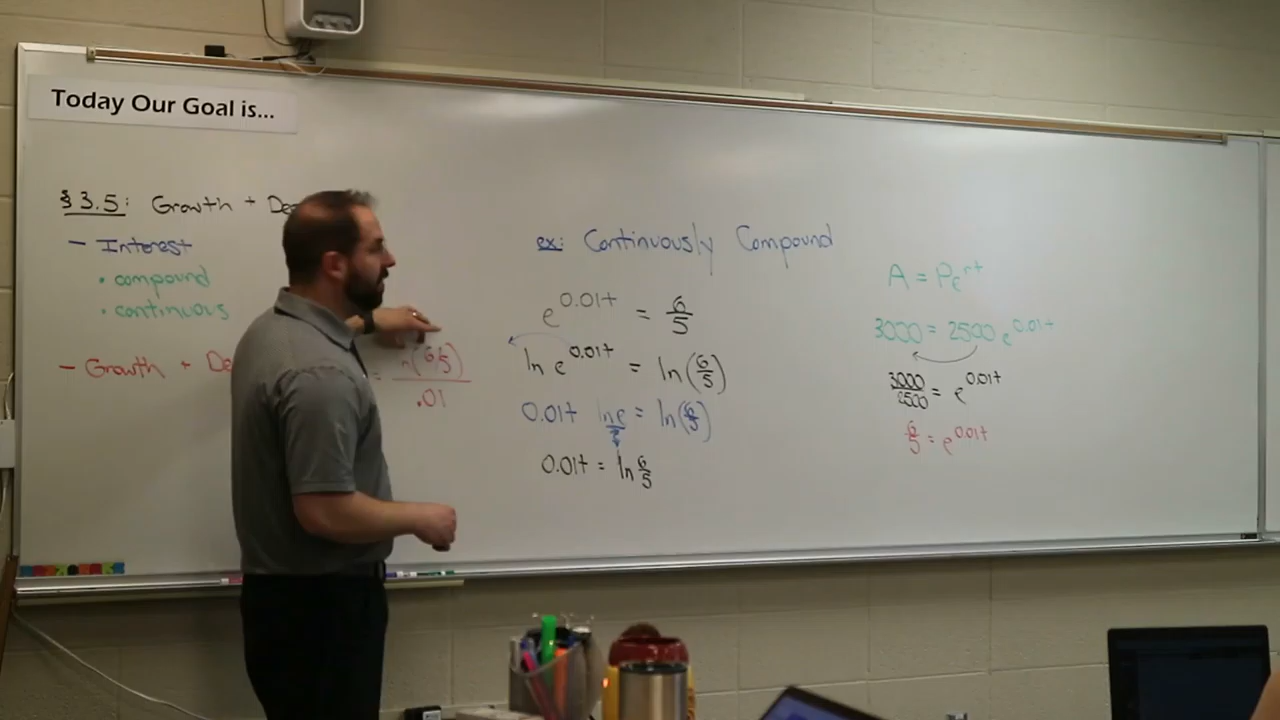 Today Our Goal is...
§3.5: Growth + De
- Interest
• compound
• continuous
- Growth + De
= ln(6/5) / .01
ex: Continuously Compound
e^0.01t = 6/5
ln e^0.01t = ln(6/5)
0.01t ln e = ln(6/5)
0.01t = ln 6/5
A = Pe^rt
3000 = 2500 e^0.01t
3000/2500 = e^0.01t
6/5 = e^0.01t